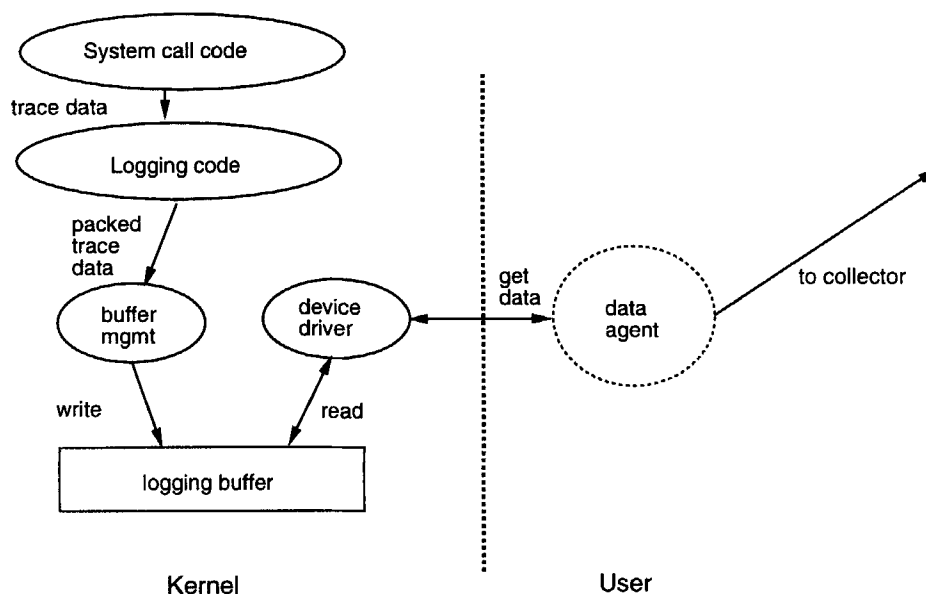 System call code
trace data
Logging code
packed
trace
data
buffer
mgmt
device
driver
get
data
data
agent
to collector
write
read
logging buffer
Kernel
User